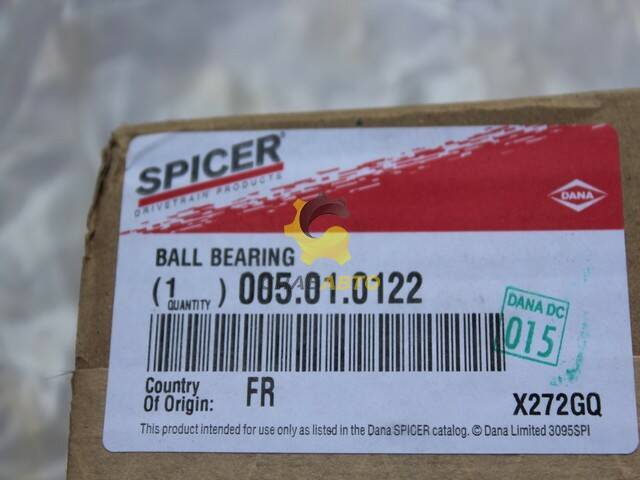 SPICER®
DRIVETRAIN PRODUCTS
DANA
BALL BEARING
(1) 005.01.0122
QUANTITY
АВТО
DANA DC
015
Country
Of Origin: FR
X272GQ
This product intended for use only as listed in the Dana SPICER catalog. © Dana Limited 3095SPI